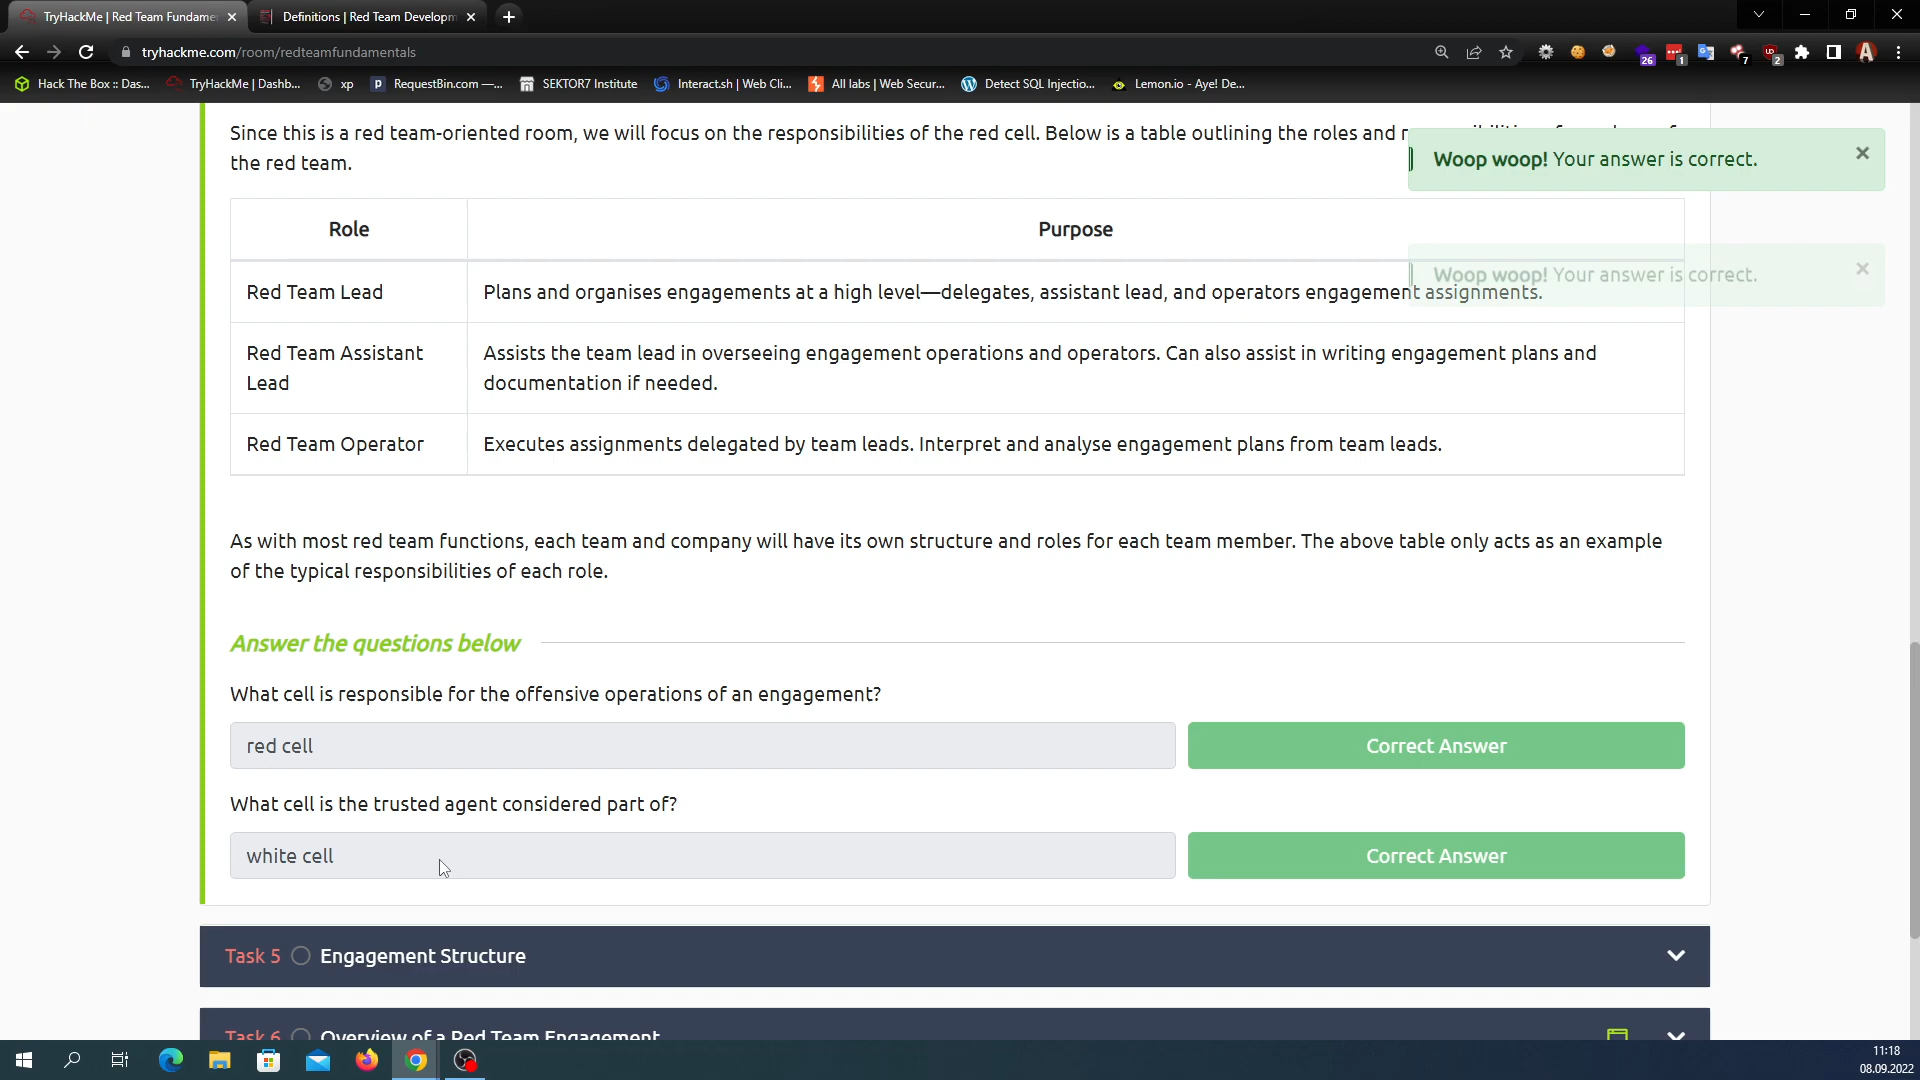 TryHackMe | Red Team Fundame
Definitions | Red Team Developm
tryhackme.com/room/redteamfundamentals
26
1
7
2
Hack The Box :: Das...
TryHackMe | Dashb...
xp
RequestBin.com —...
SEKTOR7 Institute
Interact.sh | Web Cli...
All labs | Web Secur...
Detect SQL Injectio...
Lemon.io - Aye! De...
Since this is a red team-oriented room, we will focus on the responsibilities of the red cell. Below is a table outlining the roles and
the red team.
Woop woop! Your answer is correct.
Woop woop! Your answer is correct.
Role
Purpose
Red Team Lead
Plans and organises engagements at a high level—delegates, assistant lead, and operators engagement assignments.
Red Team Assistant
Lead
Assists the team lead in overseeing engagement operations and operators. Can also assist in writing engagement plans and
documentation if needed.
Red Team Operator
Executes assignments delegated by team leads. Interpret and analyse engagement plans from team leads.
As with most red team functions, each team and company will have its own structure and roles for each team member. The above table only acts as an example
of the typical responsibilities of each role.
Answer the questions below
What cell is responsible for the offensive operations of an engagement?
red cell
Correct Answer
What cell is the trusted agent considered part of?
white cell
Correct Answer
Task 5 Engagement Structure
Task 6 Overview of a Red Team Engagement
11:18
08.09.2022